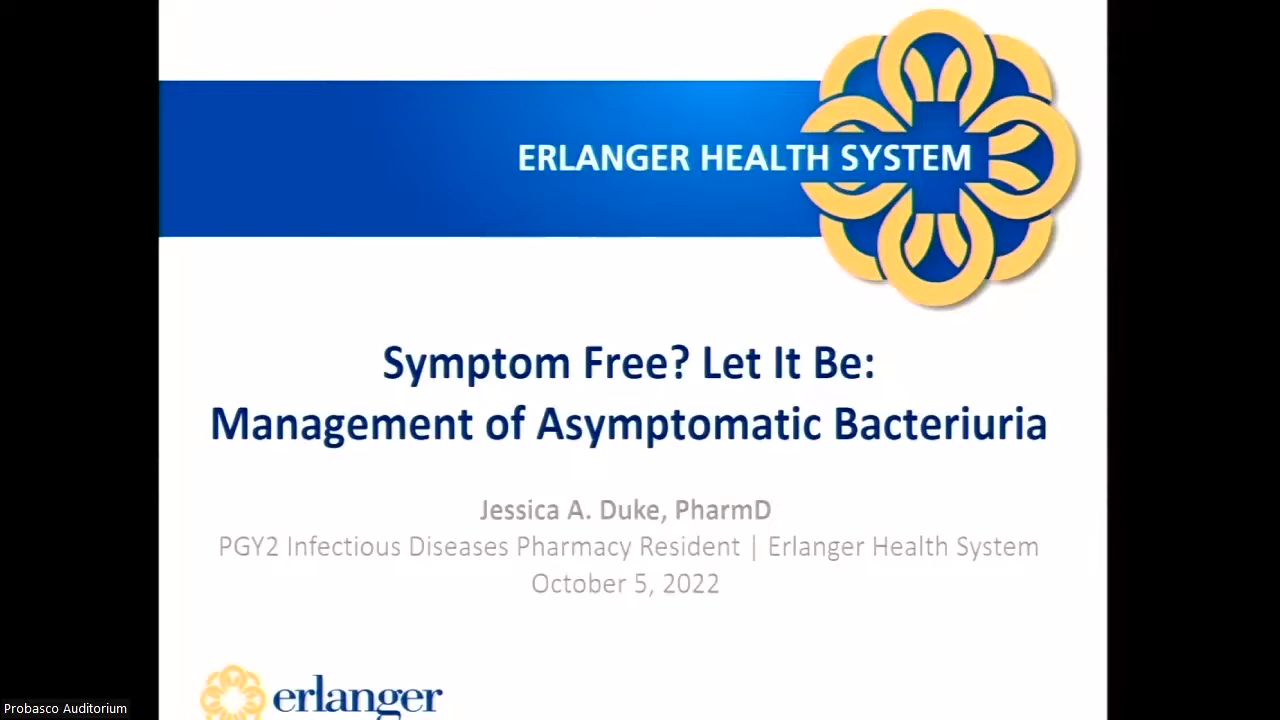 ERLANGER HEALTH SYSTEM
Symptom Free? Let It Be:
Management of Asymptomatic Bacteriuria
Jessica A. Duke, PharmD
PGY2 Infectious Diseases Pharmacy Resident | Erlanger Health System
October 5, 2022
erlanger
Probasco Auditorium